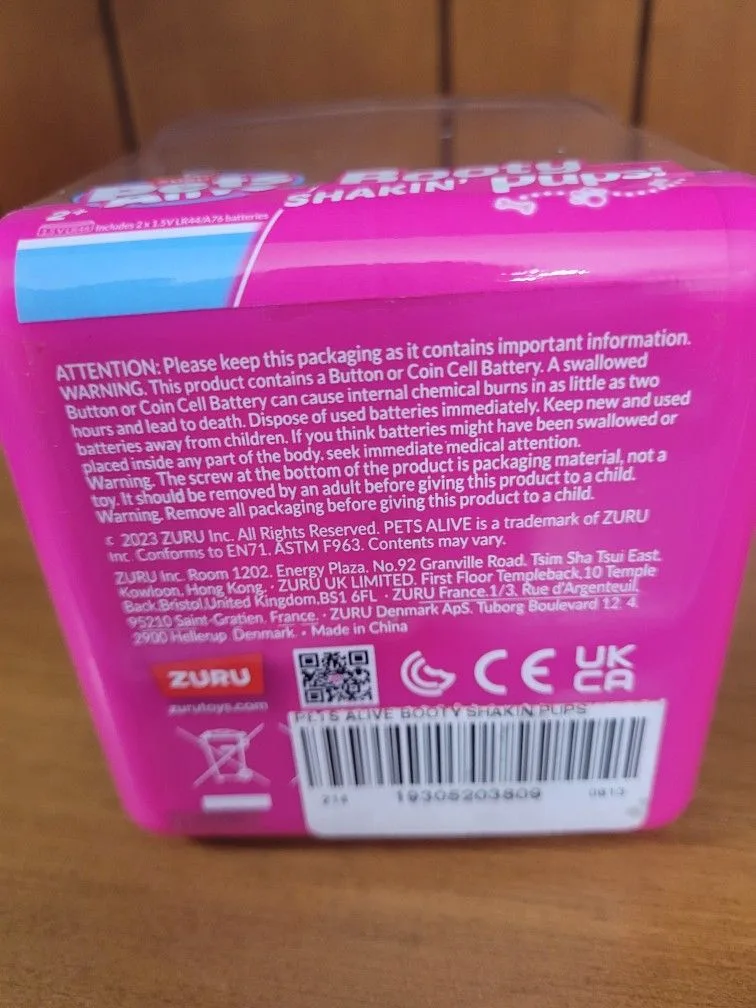 Pets Alive
Booty
SHAKIN' Pups!
2+
1.5V LR44 Includes 2 x 1.5V LR44/A76 batteries
ATTENTION: Please keep this packaging as it contains important information.
WARNING. This product contains a Button or Coin Cell Battery. A swallowed
Button or Coin Cell Battery can cause internal chemical burns in as little as two
hours and lead to death. Dispose of used batteries immediately. Keep new and used
batteries away from children. If you think batteries might have been swallowed or
placed inside any part of the body, seek immediate medical attention.
Warning. The screw at the bottom of the product is packaging material, not a
toy. It should be removed by an adult before giving this product to a child.
Warning. Remove all packaging before giving this product to a child.
© 2023 ZURU Inc. All Rights Reserved. PETS ALIVE is a trademark of ZURU
Inc. Conforms to EN71, ASTM F963. Contents may vary.
ZURU Inc. Room 1202, Energy Plaza, No.92 Granville Road, Tsim Sha Tsui East,
Kowloon, Hong Kong. · ZURU UK LIMITED. First Floor Templeback,10 Temple
Back,Bristol,United Kingdom,BS1 6FL · ZURU France.1/3, Rue d'Argenteuil,
95210 Saint-Gratien, France. · ZURU Denmark ApS. Tuborg Boulevard 12, 4.
2900 Hellerup, Denmark. • Made in China
ZURU
zurutoys.com
CE
UK
CA
PETS ALIVE BOOTY SHAKIN PUPS
214 19305203809 0913